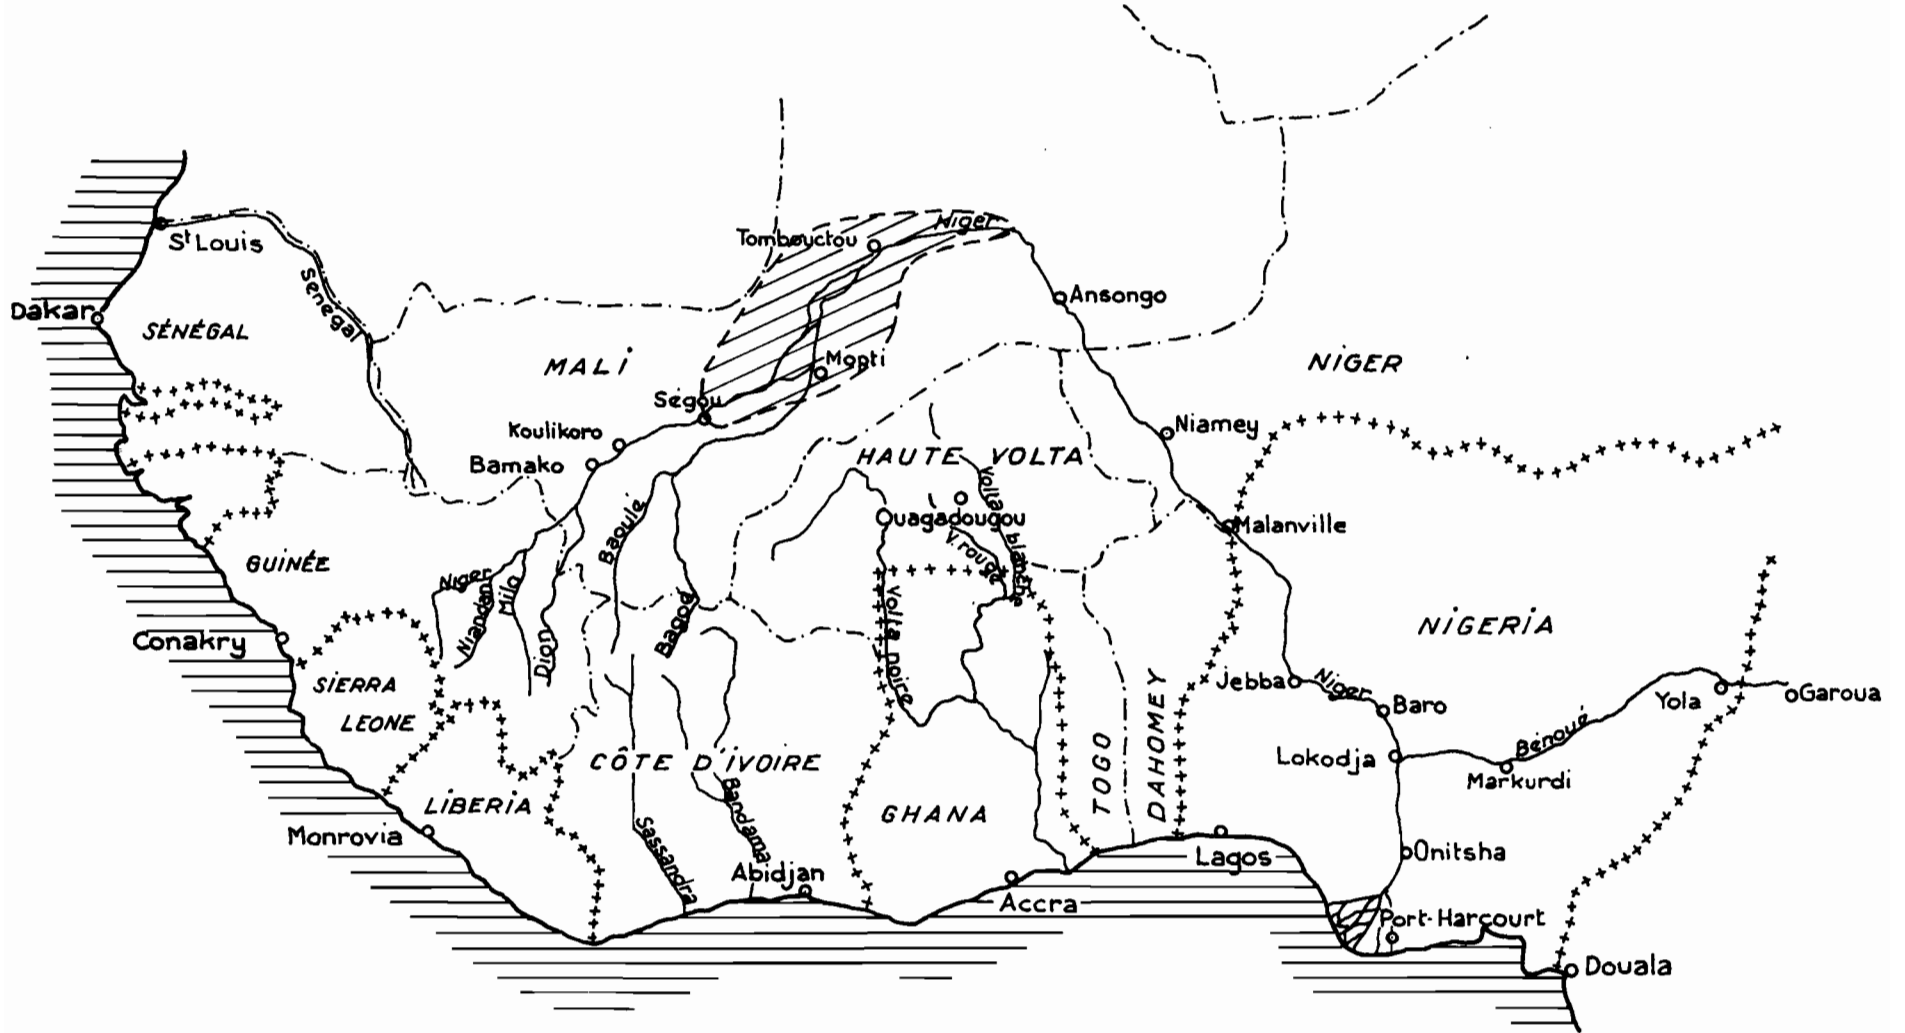 Niger
Tombouctou
St Louis
Sénégal
Ansongo
Dakar
SÉNÉGAL
MALI
Mopti
NIGER
Ségou
Niamey
Koulikoro
Bamako
HAUTE VOLTA
Volta blanche
Baoulé
Ouagadougou
Malanville
V. rouge
GUINÉE
Niger
Niandan
Milo
Dion
Bagoé
Volta noire
NIGERIA
Conakry
SIERRA
LEONE
Jebba
Niger
Baro
Yola
Garoua
CÔTE D'IVOIRE
TOGO
DAHOMEY
Lokodja
Bénoué
Markurdi
LIBERIA
GHANA
Bandama
Sassandra
Monrovia
Lagos
Onitsha
Abidjan
Accra
Port-Harcourt
Douala